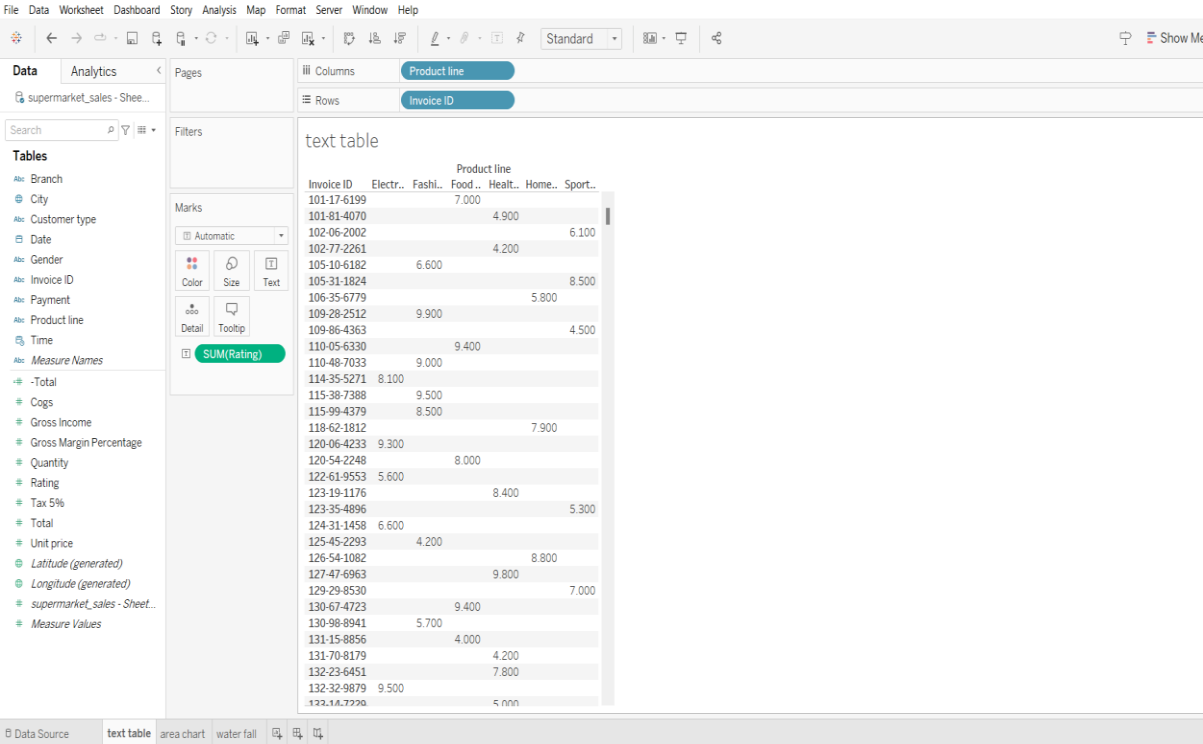 File Data Worksheet Dashboard Story Analysis Map Format Server Window Help
Standard
Show Me
Data Analytics
supermarket_sales - Shee...
Search
Tables
Abc Branch
City
Abc Customer type
Date
Abc Gender
Abc Invoice ID
Abc Payment
Abc Product line
Time
Abc Measure Names
=# -Total
# Cogs
# Gross Income
# Gross Margin Percentage
# Quantity
# Rating
# Tax 5%
# Total
# Unit price
Latitude (generated)
Longitude (generated)
# supermarket_sales - Sheet...
# Measure Values
Pages
Filters
Marks
Automatic
Color Size Text
Detail Tooltip
SUM(Rating)
Columns Product line
Rows Invoice ID
text table
Product line
Invoice ID Electr.. Fashi.. Food .. Healt.. Home.. Sport..
101-17-6199 7.000
101-81-4070 4.900
102-06-2002 6.100
102-77-2261 4.200
105-10-6182 6.600
105-31-1824 8.500
106-35-6779 5.800
109-28-2512 9.900
109-86-4363 4.500
110-05-6330 9.400
110-48-7033 9.000
114-35-5271 8.100
115-38-7388 9.500
115-99-4379 8.500
118-62-1812 7.900
120-06-4233 9.300
120-54-2248 8.000
122-61-9553 5.600
123-19-1176 8.400
123-35-4896 5.300
124-31-1458 6.600
125-45-2293 4.200
126-54-1082 8.800
127-47-6963 9.800
129-29-8530 7.000
130-67-4723 9.400
130-98-8941 5.700
131-15-8856 4.000
131-70-8179 4.200
132-23-6451 7.800
132-32-9879 9.500
133-14-7229 5.000
Data Source text table area chart water fall